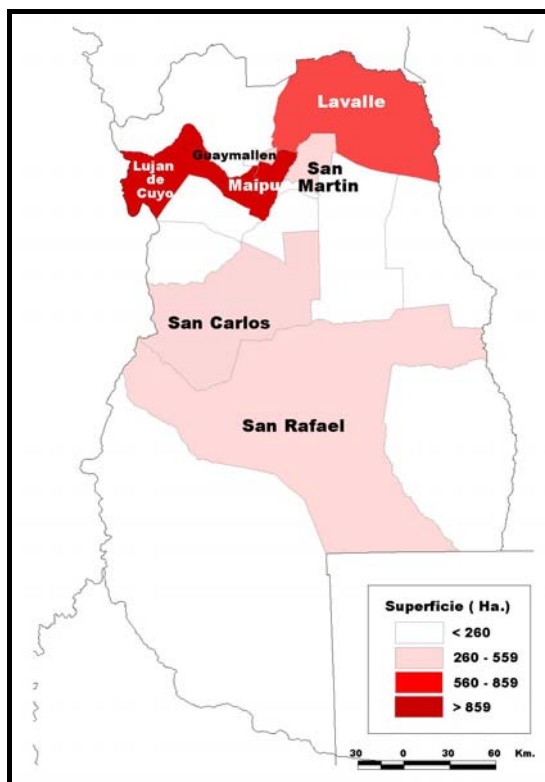 Lavalle
Guaymallen
Lujan
de
Cuyo
Maipu
San
Martin
San Carlos
San Rafael
Superficie ( Ha.)
< 260
260 - 559
560 - 859
> 859
30 0 30 60 Km.